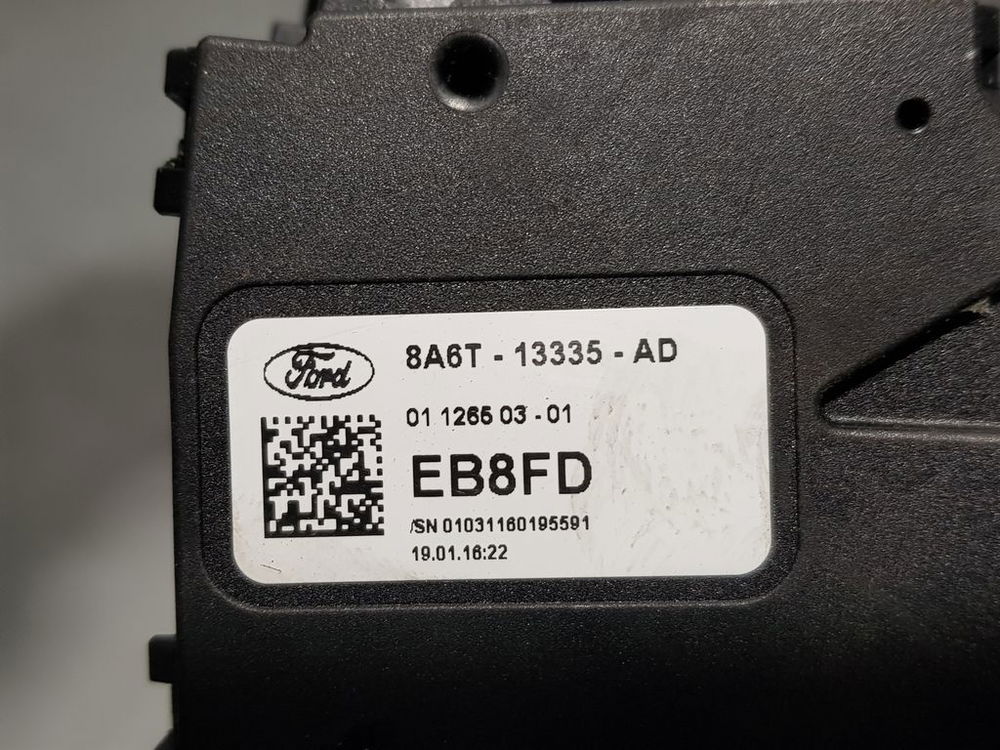 Ford
8A6T - 13335 - AD
01 1265 03 - 01
EB8FD
/SN 01031160195591
19.01.16:22